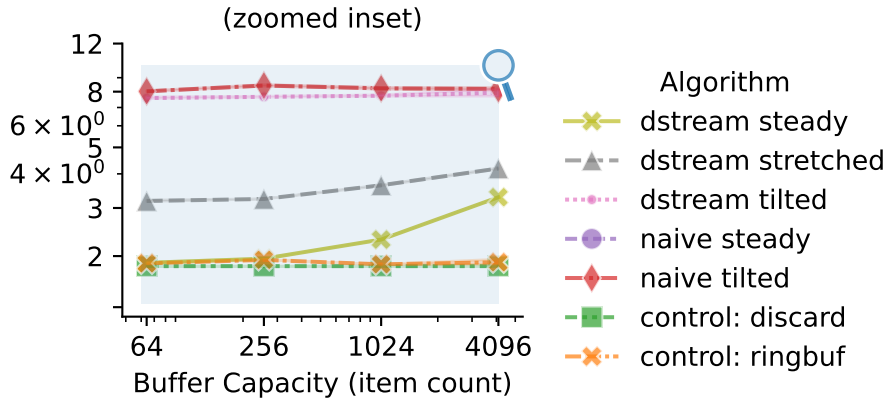 (zoomed inset)
12
8
6 × 10⁰
5
4 × 10⁰
3
2
64 256 1024 4096
Buffer Capacity (item count)
Algorithm
dstream steady
dstream stretched
dstream tilted
naive steady
naive tilted
control: discard
control: ringbuf